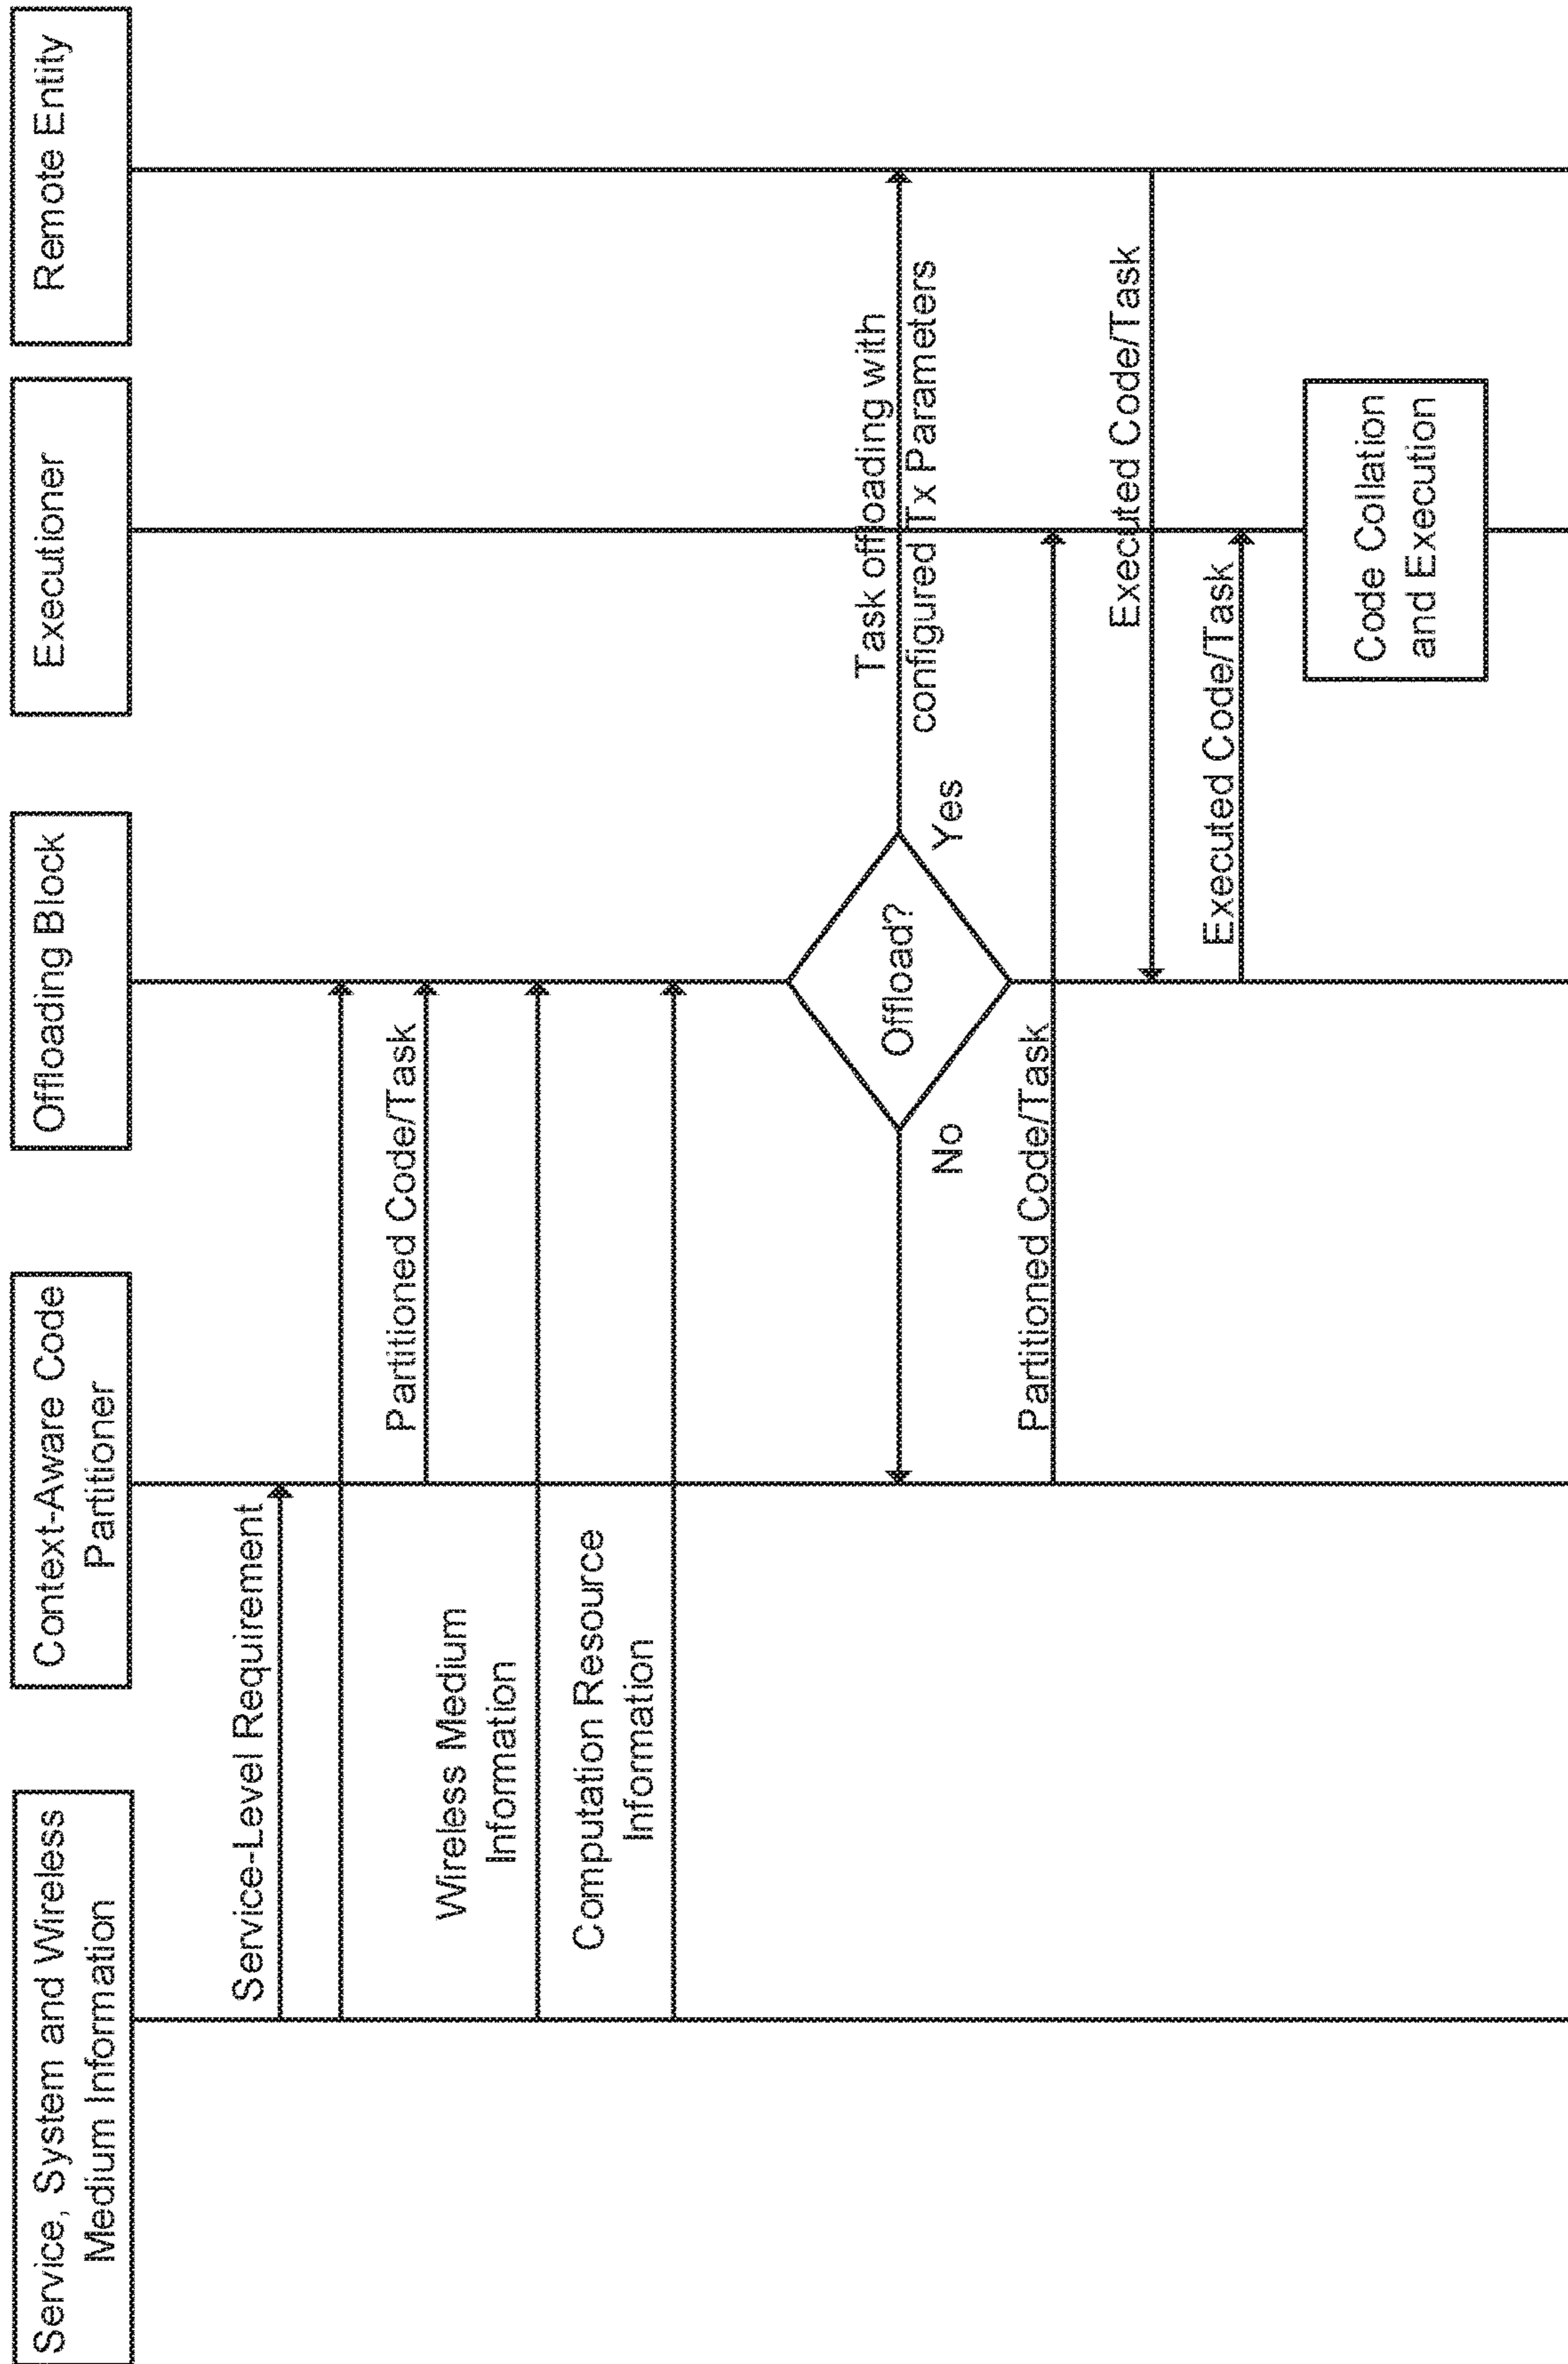 Service, System and Wireless
Medium Information
Context-Aware Code
Partitioner
Offloading Block
Executioner
Remote Entity
Service-Level Requirement
Partitioned Code/Task
Wireless Medium
Information
Computation Resource
Information
Offload?
No
Yes
Task offloading with
configured Tx Parameters
Partitioned Code/Task
Executed Code/Task
Executed Code/Task
Code Collation
and Execution